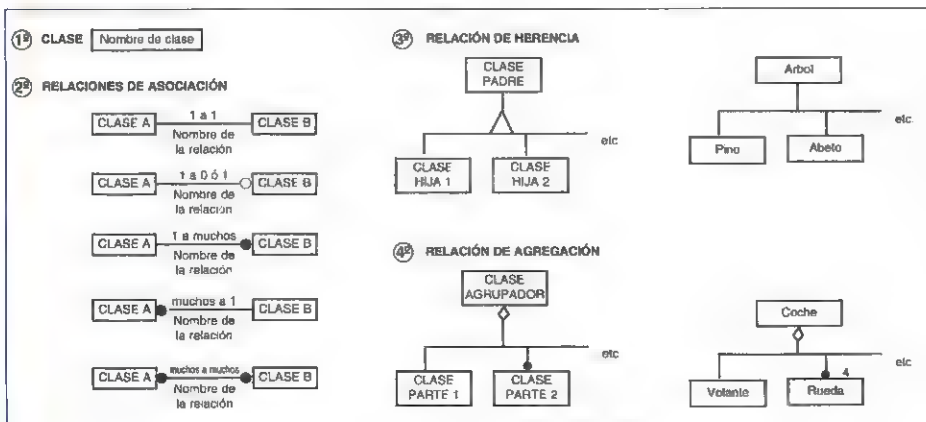 1º CLASE Nombre de clase
2º RELACIONES DE ASOCIACIÓN
CLASE A 1 a 1 CLASE B
Nombre de
la relación
CLASE A 1 a 0 ó 1 CLASE B
Nombre de
la relación
CLASE A 1 a muchos CLASE B
Nombre de
la relación
CLASE A muchos a 1 CLASE B
Nombre de
la relación
CLASE A muchos a muchos CLASE B
Nombre de
la relación
3º RELACIÓN DE HERENCIA
CLASE
PADRE
etc
CLASE
HIJA 1
CLASE
HIJA 2
Arbol
etc.
Pino
Abeto
4º RELACIÓN DE AGREGACIÓN
CLASE
AGRUPADOR
etc
CLASE
PARTE 1
CLASE
PARTE 2
Coche
etc
4
Volante
Rueda